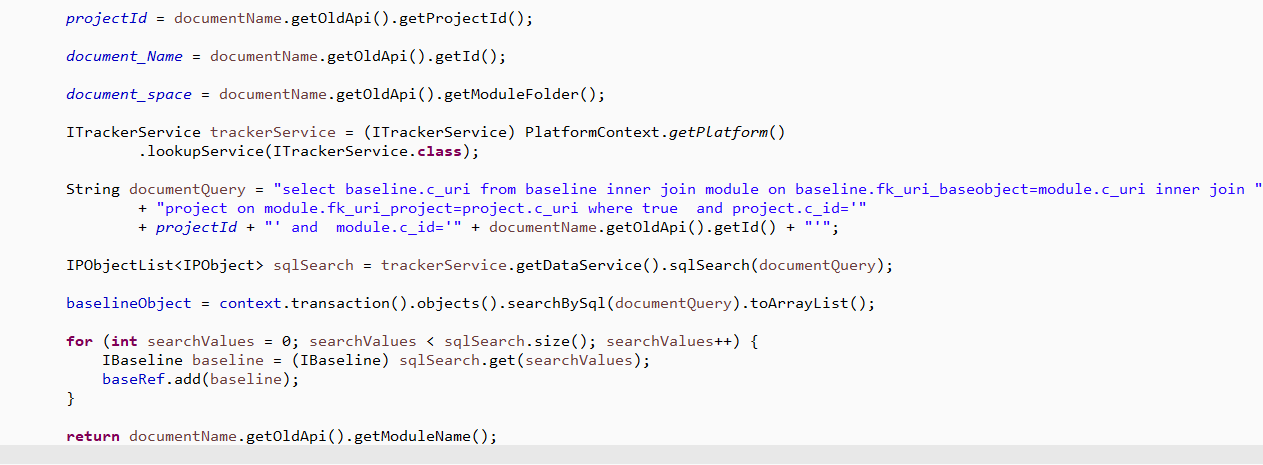 projectId = documentName.getOldApi().getProjectId();
document_Name = documentName.getOldApi().getId();
document_space = documentName.getOldApi().getModuleFolder();
ITrackerService trackerService = (ITrackerService) PlatformContext.getPlatform()
.lookupService(ITrackerService.class);
String documentQuery = "select baseline.c_uri from baseline inner join module on baseline.fk_uri_baseobject=module.c_uri inner join "
+ "project on module.fk_uri_project=project.c_uri where true  and project.c_id='"
+ projectId + "' and  module.c_id='" + documentName.getOldApi().getId() + "'";
IPObjectList<IPObject> sqlSearch = trackerService.getDataService().sqlSearch(documentQuery);
baselineObject = context.transaction().objects().searchBySql(documentQuery).toArrayList();
for (int searchValues = 0; searchValues < sqlSearch.size(); searchValues++) {
IBaseline baseline = (IBaseline) sqlSearch.get(searchValues);
baseRef.add(baseline);
}
return documentName.getOldApi().getModuleName();